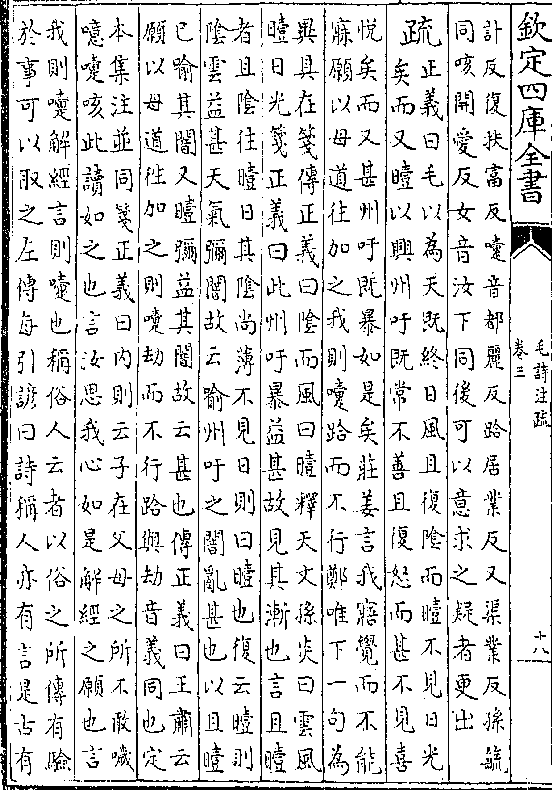 欽定四庫全書
毛詩注疏
卷三
十八
計反復扶富反嚏音都麗反跲居業反又渠業反孫毓
同咳開愛反女音汝下同後可以意求之疑者更出
疏
正義曰毛以為天既終日風且復陰而曀不見日光
矣而又曀以興州吁既常不善且復怒而甚不見喜
悅矣而又甚州吁既暴如是矣莊姜言我寤覺而不能
寐願以母道往加之我則嚏跲而不行鄭唯下一句為
異具在箋傳正義曰陰而風曰曀釋天文孫炎曰雲風
曀日光箋正義曰此州吁暴益甚故見其漸也言且曀
者且陰往曀日其陰尚薄不見日則曰曀也復云曀則
陰雲益甚天氣彌闇故云喻州吁之闇亂甚也以且曀
已喻其闇又曀彌益其闇故云甚也傳正義曰王肅云
願以母道往加之則嚏劫而不行跲與劫音義同也定
本集注並同箋正義曰內則云子在父母之所不敢噦
噫嚏咳此讀如之也言汝思我心如是解經之願也言
我則嚏解經言則嚏也稱俗人云者以俗之所傳有驗
於事可以取之左傳每引諺曰詩稱人亦有言是古有